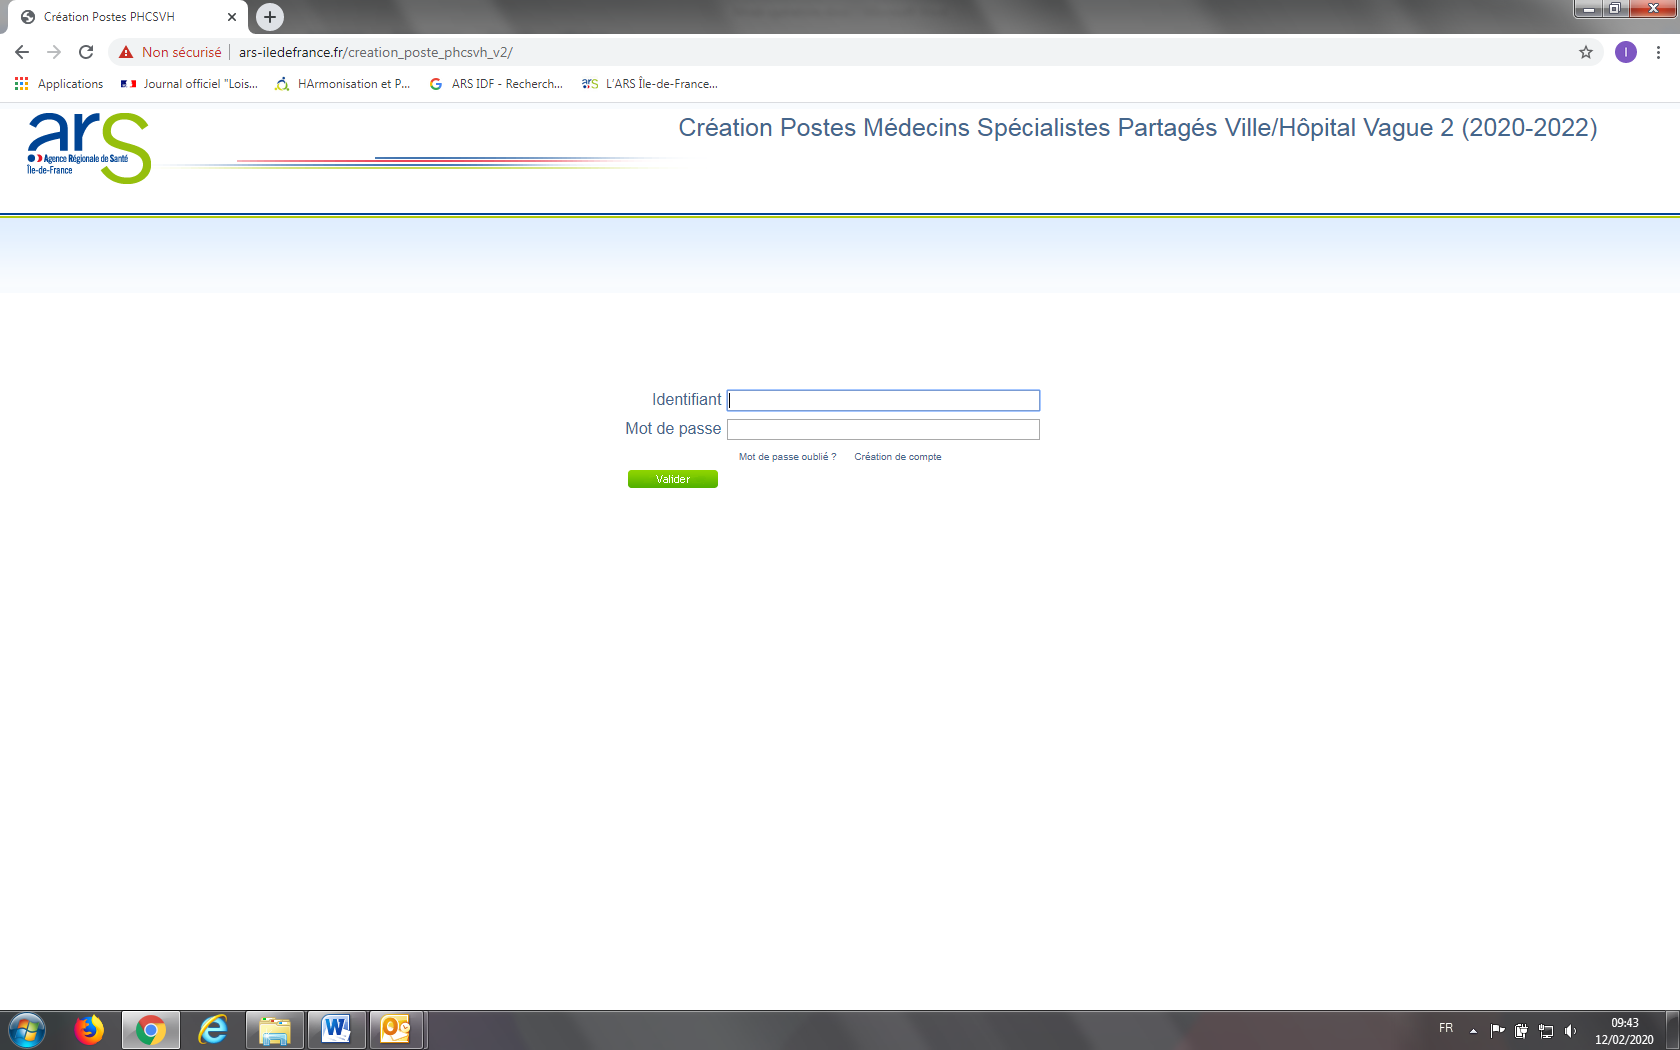 Création Postes PHCSVH
Non sécurisé
ars-iledefrance.fr/creation_poste_phcsvh_v2/
I
Applications
Journal officiel "Lois...
HArmonisation et P...
ARS IDF - Recherch...
ars
L'ARS Île-de-France...
ars
Agence Régionale de Santé
Île-de-France
Création Postes Médecins Spécialistes Partagés Ville/Hôpital Vague 2 (2020-2022)
Identifiant
Mot de passe
Mot de passe oublié ? Création de compte
Valider
FR
09:43
12/02/2020